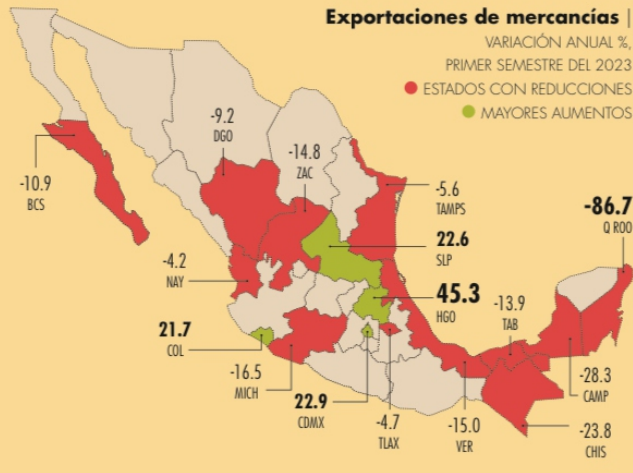 Exportaciones de mercancías |
VARIACIÓN ANUAL %,
PRIMER SEMESTRE DEL 2023
ESTADOS CON REDUCCIONES
MAYORES AUMENTOS
-9.2
DGO
-14.8
ZAC
-10.9
BCS
-5.6
TAMPS
-86.7
Q ROO
22.6
SLP
-4.2
NAY
45.3
HGO
-13.9
TAB
21.7
COL
-16.5
MICH
22.9
CDMX
-4.7
TLAX
-15.0
VER
-28.3
CAMP
-23.8
CHIS